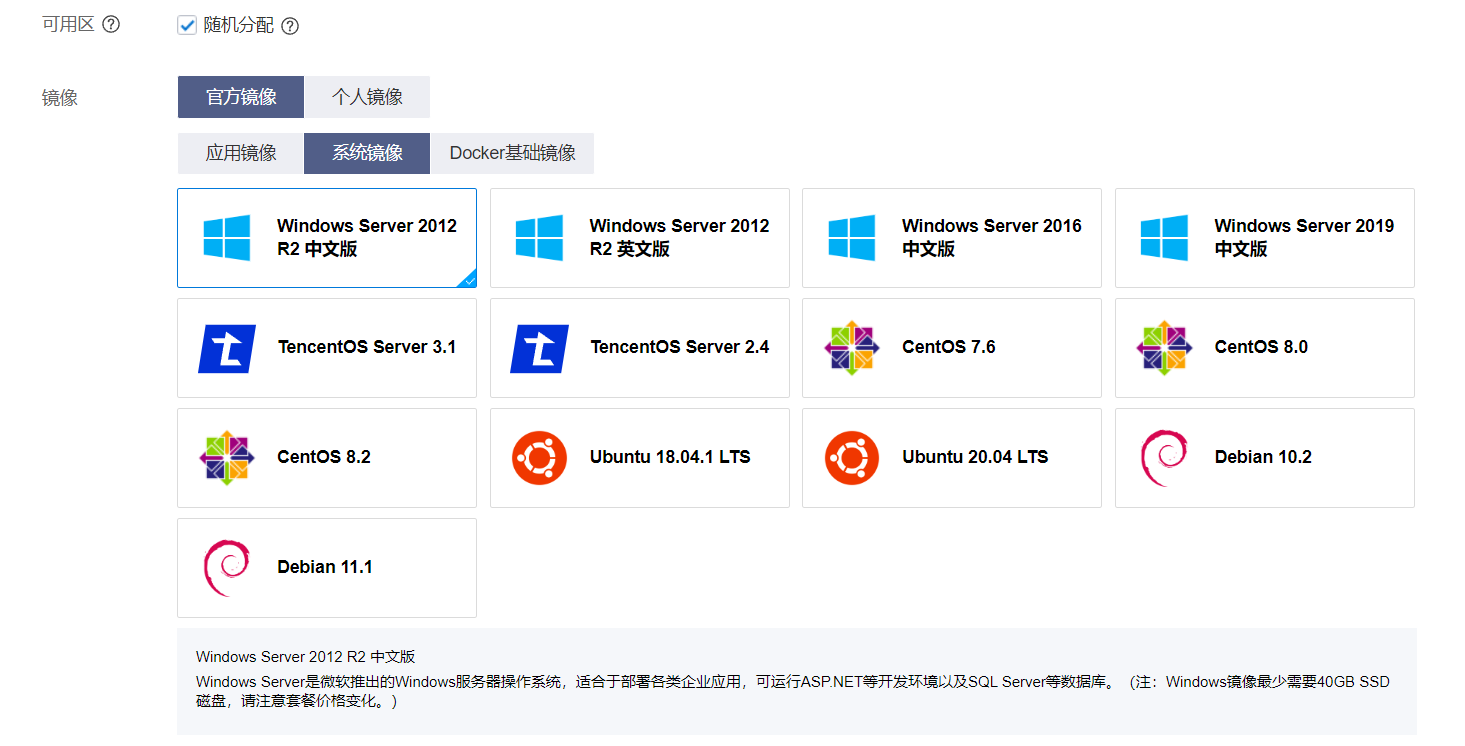 可用区
随机分配
镜像
官方镜像
个人镜像
应用镜像
系统镜像
Docker基础镜像
Windows Server 2012
R2 中文版
Windows Server 2012
R2 英文版
Windows Server 2016
中文版
Windows Server 2019
中文版
TencentOS Server 3.1
TencentOS Server 2.4
CentOS 7.6
CentOS 8.0
CentOS 8.2
Ubuntu 18.04.1 LTS
Ubuntu 20.04 LTS
Debian 10.2
Debian 11.1
Windows Server 2012 R2 中文版
Windows Server是微软推出的Windows服务器操作系统，适合于部署各类企业应用，可运行ASP.NET等开发环境以及SQL Server等数据库。（注：Windows镜像最少需要40GB SSD
磁盘，请注意套餐价格变化。)